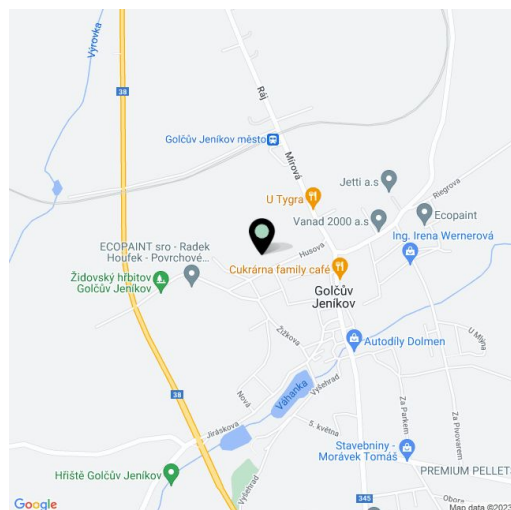 Výrovka
38
Ráj
Golčův Jeníkov město
Mírová
Jetti a.s
Riegrova
U Tygra
Vanad 2000 a.s
Ecopaint
Ing. Irena Wernerová
ECOPAINT sro - Radek
Houfek - Povrchové...
Husova
Cukrárna family café
Židovský hřbitov
Golčův Jeníkov
Golčův
Jeníkov
Žižkova
Autodíly Dolmen
U Mlýna
38
Nová
Váhanka
Vyšehrad
Za Parkem
Za Pivovarem
Jiráskova
5. května
Stavebniny -
Morávek Tomáš
Hřiště Golčův Jeníkov
PREMIUM PELLETS
Vyšehrad
345
Obora
Google
Map data ©2023